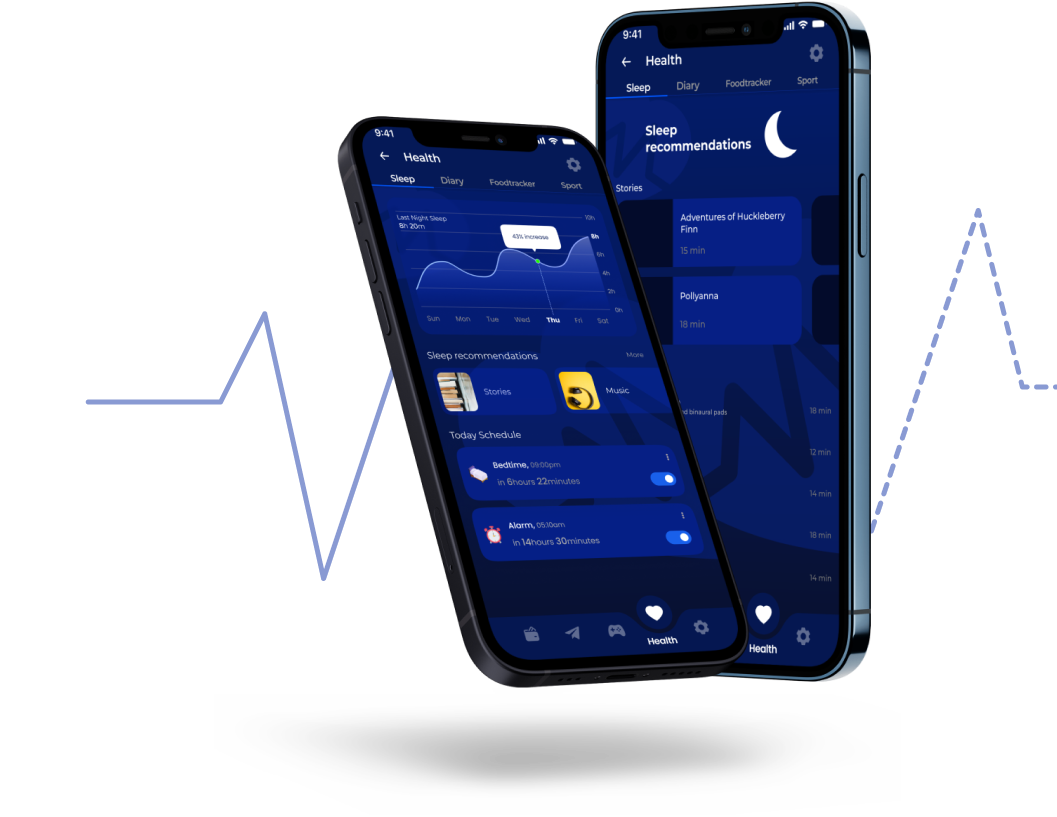 9:41
Health
Sleep Diary Foodtracker Sport
Last Night Sleep
8h 20m
43% increase
10h
8h
6h
4h
2h
0h
Sun Mon Tue Wed Thu Fri Sat
Sleep recommendations More
Stories Music
Today Schedule
Bedtime, 09:00pm
in 6hours 22minutes
Alarm, 05:10am
in 14hours 30minutes
Health
9:41
Health
Sleep Diary Foodtracker Sport
Sleep
recommendations
Stories
Adventures of Huckleberry
Finn
15 min
Pollyanna
18 min
binaural pads 18 min
12 min
14 min
18 min
14 min
Health